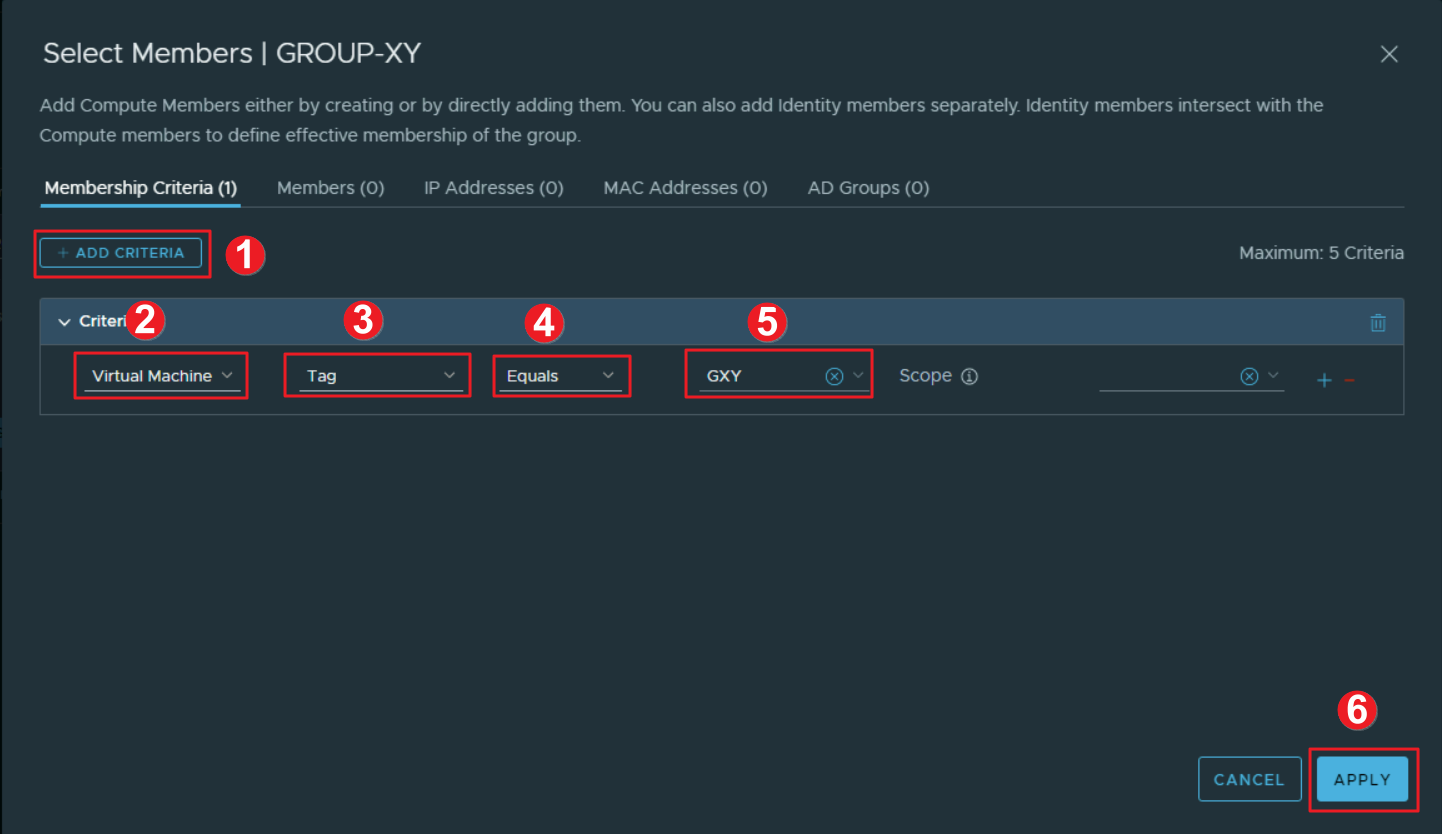 Select Members | GROUP-XY
Add Compute Members either by creating or by directly adding them. You can also add Identity members separately. Identity members intersect with the
Compute members to define effective membership of the group.
Membership Criteria (1) Members (0) IP Addresses (0) MAC Addresses (0) AD Groups (0)
+ ADD CRITERIA 1 Maximum: 5 Criteria
Criteri 2 3 4 5
Virtual Machine Tag Equals GXY Scope
6
CANCEL APPLY